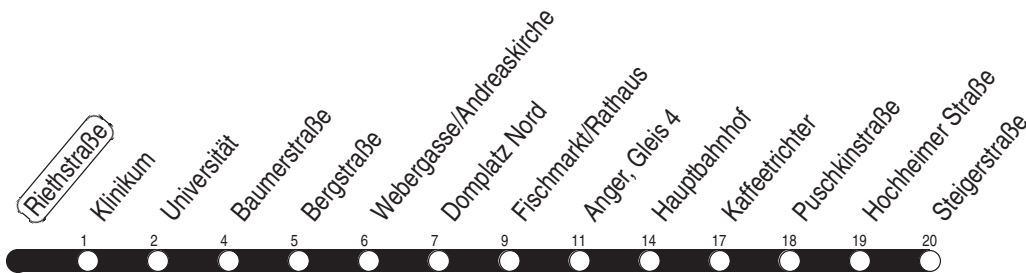 Riethstraße
Klinikum
Universität
Baumerstraße
Bergstraße
Webergasse/Andreaskirche
Domplatz Nord
Fischmarkt/Rathaus
Anger, Gleis 4
Hauptbahnhof
Kaffeetrichter
Puschkinstraße
Hochheimer Straße
Steigerstraße
1 2 4 5 6 7 9 11 14 17 18 19 20